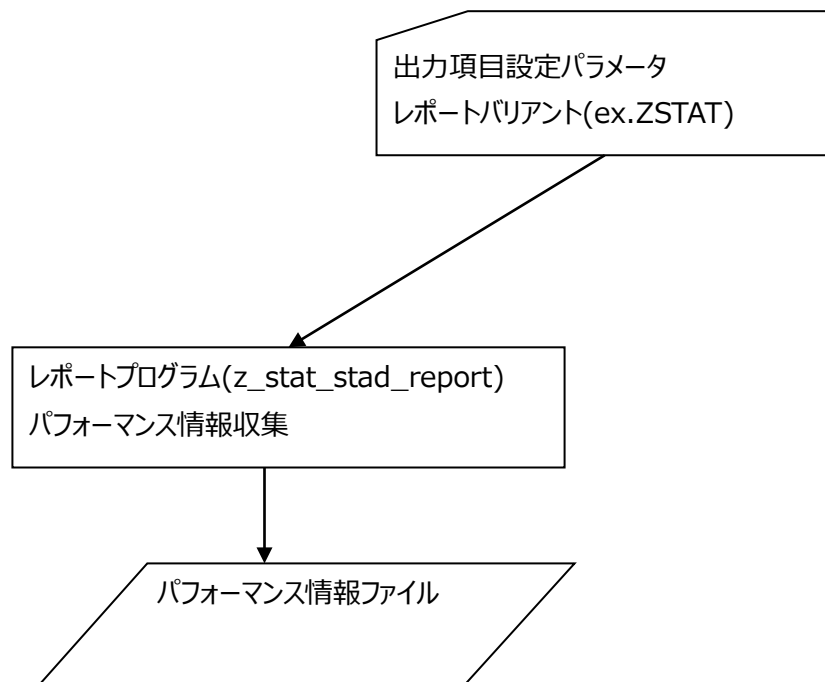 出力項目設定パラメータ
レポートバリアント(ex.ZSTAT)
レポートプログラム(z_stat_stad_report)
パフォーマンス情報収集
パフォーマンス情報ファイル